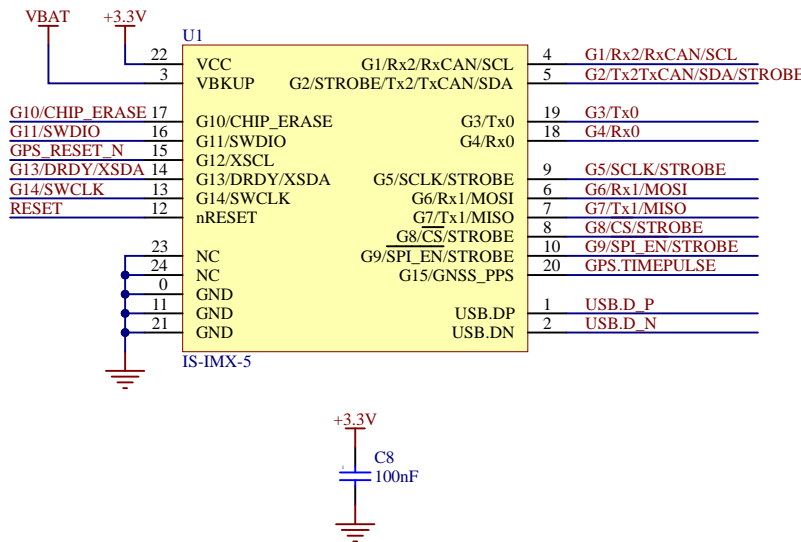 VBAT +3.3V
U1
22 VCC G1/Rx2/RxCAN/SCL 4 G1/Rx2/RxCAN/SCL
3 VBKUP G2/STROBE/Tx2/TxCAN/SDA 5 G2/Tx2TxCAN/SDA/STROBE
G10/CHIP_ERASE 17 G10/CHIP_ERASE G3/Tx0 19 G3/Tx0
G11/SWDIO 16 G11/SWDIO G4/Rx0 18 G4/Rx0
GPS_RESET_N 15 G12/XSCL
G13/DRDY/XSDA 14 G13/DRDY/XSDA G5/SCLK/STROBE 9 G5/SCLK/STROBE
G14/SWCLK 13 G14/SWCLK G6/Rx1/MOSI 6 G6/Rx1/MOSI
RESET 12 nRESET G7/Tx1/MISO 7 G7/Tx1/MISO
G8/CS/STROBE 8 G8/CS/STROBE
23 NC G9/SPI_EN/STROBE 10 G9/SPI_EN/STROBE
24 NC G15/GNSS_PPS 20 GPS.TIMEPULSE
0 GND
11 GND USB.DP 1 USB.D_P
21 GND USB.DN 2 USB.D_N
IS-IMX-5
+3.3V
C8
100nF